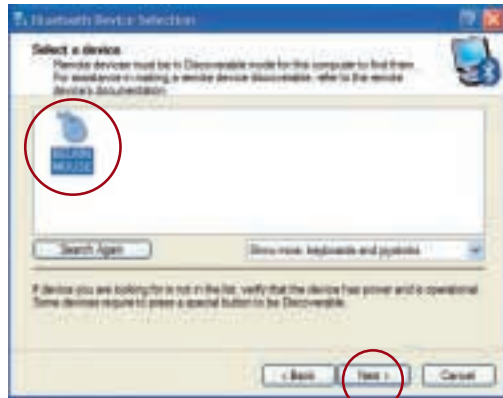 Bluetooth Device Selection
Select a device
Remote devices must be in Discoverable mode for this computer to find them.
For assistance in making a remote device discoverable, refer to the remote
device's documentation.
BELKIN
MOUSE
Search Again
Show mice, keyboards and joysticks
If device you are looking for is not in the list, verify that the device has power and is operational.
Some devices require to press a special button to be Discoverable.
< Back
Next >
Cancel